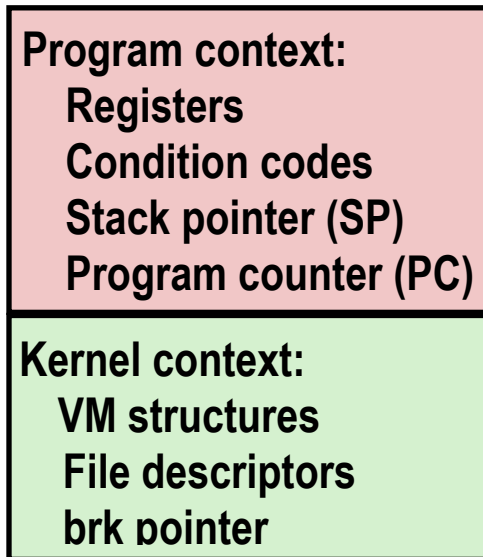 Program context:
Registers
Condition codes
Stack pointer (SP)
Program counter (PC)
Kernel context:
VM structures
File descriptors
brk pointer